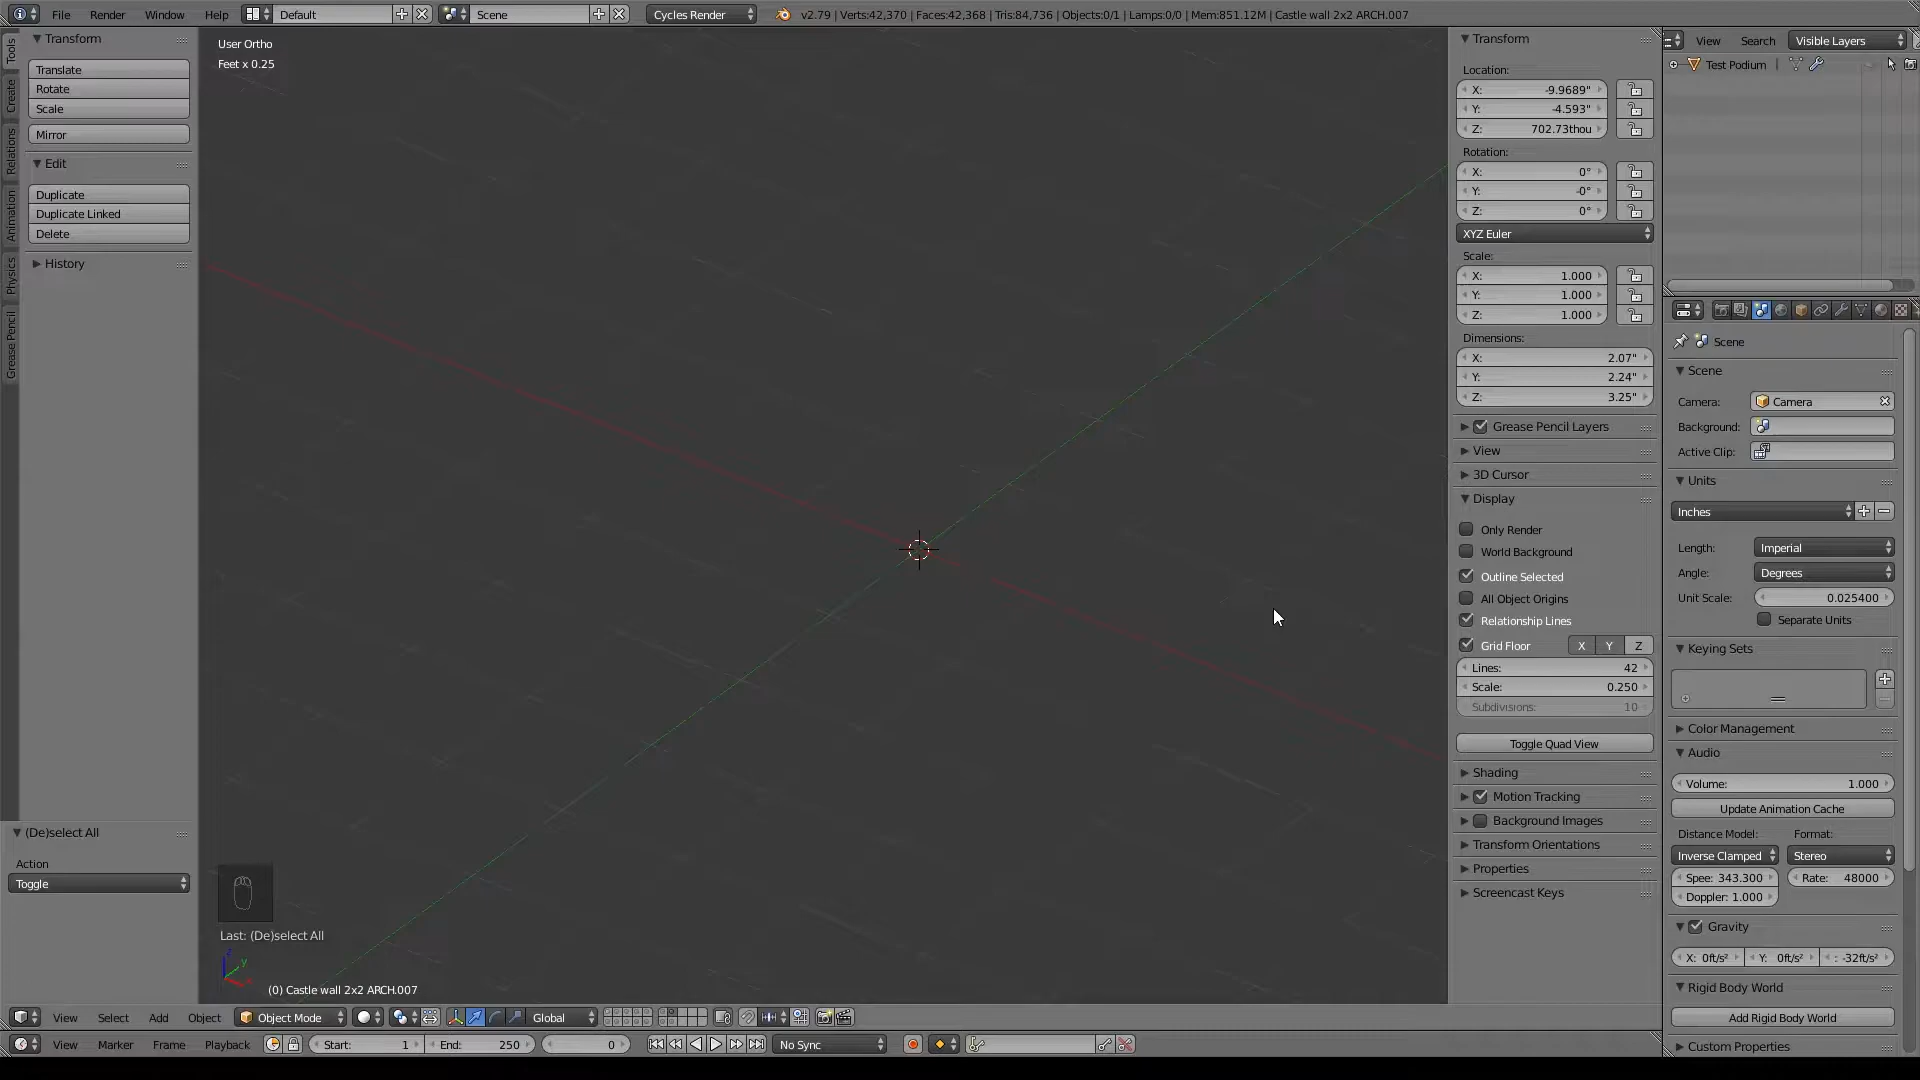 File Render Window Help Default Scene Cycles Render v2.79 | Verts:42,370 | Faces:42,368 | Tris:84,736 | Objects:0/1 | Lamps:0/0 | Mem:851.12M | Castle wall 2x2 ARCH.007
Tools
Create
Relations
Animation
Physics
Grease Pencil
Transform
Translate
Rotate
Scale
Mirror
Edit
Duplicate
Duplicate Linked
Delete
History
(De)select All
Action
Toggle
User Ortho
Feet x 0.25
Last: (De)select All
(0) Castle wall 2x2 ARCH.007
x
y
z
Transform
Location:
X: -9.9689"
Y: -4.593"
Z: 702.73thou
Rotation:
X: 0°
Y: -0°
Z: 0°
XYZ Euler
Scale:
X: 1.000
Y: 1.000
Z: 1.000
Dimensions:
X: 2.07"
Y: 2.24"
Z: 3.25"
Grease Pencil Layers
View
3D Cursor
Display
Only Render
World Background
Outline Selected
All Object Origins
Relationship Lines
Grid Floor X Y Z
Lines: 42
Scale: 0.250
Subdivisions: 10
Toggle Quad View
Shading
Motion Tracking
Background Images
Transform Orientations
Properties
Screencast Keys
View Search Visible Layers
Test Podium
Scene
Scene
Camera: Camera
Background:
Active Clip:
Units
Inches
Length: Imperial
Angle: Degrees
Unit Scale: 0.025400
Separate Units
Keying Sets
Color Management
Audio
Volume: 1.000
Update Animation Cache
Distance Model: Format:
Inverse Clamped Stereo
Spee: 343.300 Rate: 48000
Doppler: 1.000
Gravity
X: 0ft/s² Y: 0ft/s² : -32ft/s²
Rigid Body World
Add Rigid Body World
Custom Properties
View Select Add Object Object Mode Global
View Marker Frame Playback Start: 1 End: 250 0 No Sync